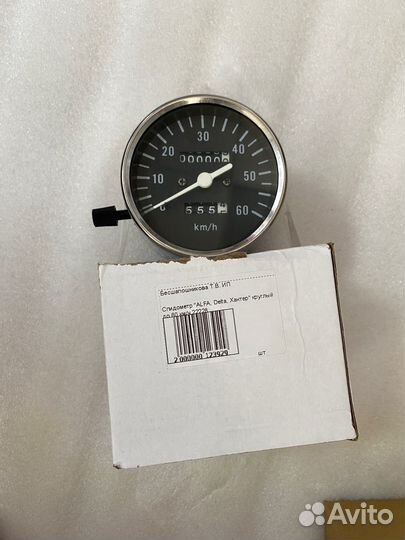 30
20
40
00000
10
50
0
555
60
km/h
Бесшапошникова Т.В. ИП
Спидометр "ALFA, Delta, Хантер" круглый
2 000000 123929
шт.
Avito